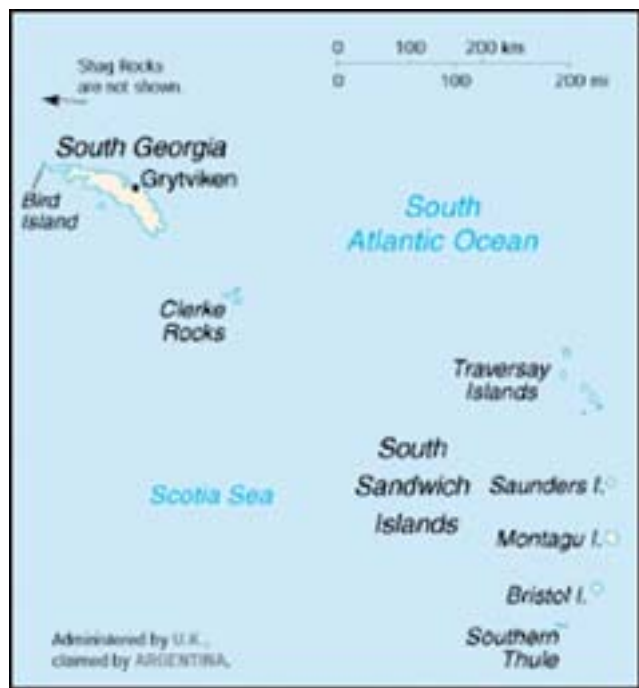 0 100 200 km
0 100 200 mi
Shag Rocks
are not shown.
South Georgia
Grytviken
Bird
Island
South
Atlantic Ocean
Clerke
Rocks
Traversay
Islands
South
Sandwich
Islands
Saunders I.
Scotia Sea
Montagu I.
Bristol I.
Southern
Thule
Administered by U.K.,
claimed by ARGENTINA.